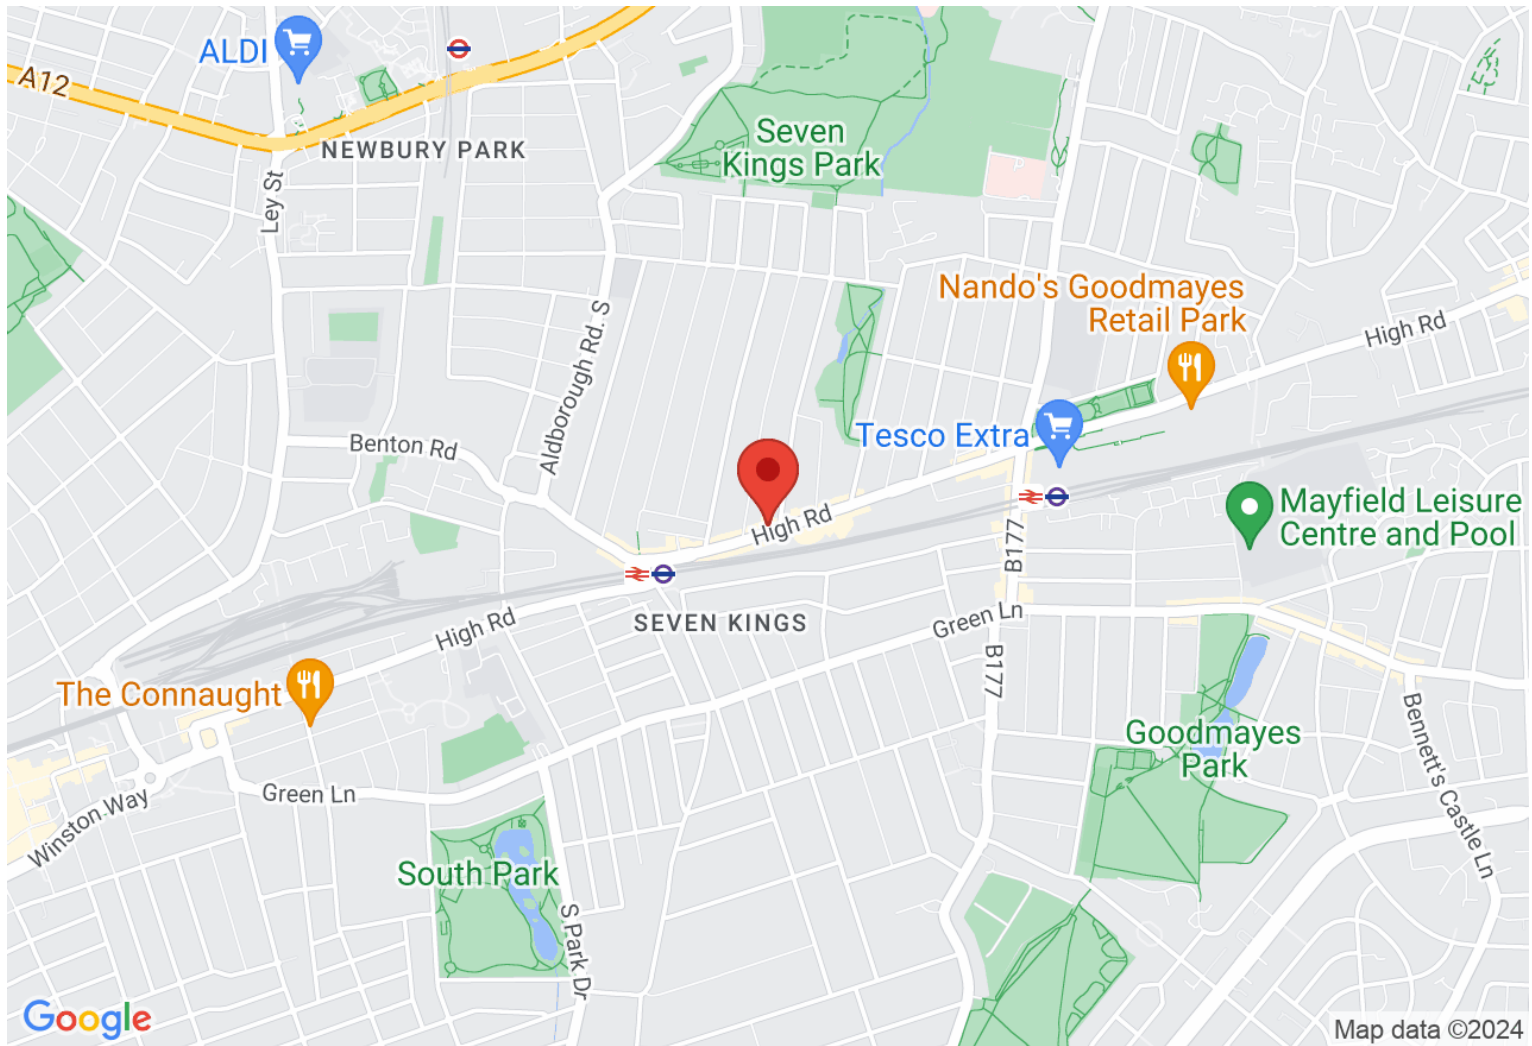 ALDI
A12
NEWBURY PARK
Seven
Kings Park
Ley St
Nando's Goodmayes
Retail Park
High Rd
Aldborough Rd. S
Benton Rd
Tesco Extra
High Rd
Mayfield Leisure
Centre and Pool
B177
High Rd
SEVEN KINGS
Green Ln
B177
The Connaught
Goodmayes
Park
Bennett's Castle Ln
Green Ln
Winston Way
South Park
S Park Dr
Google
Map data ©2024